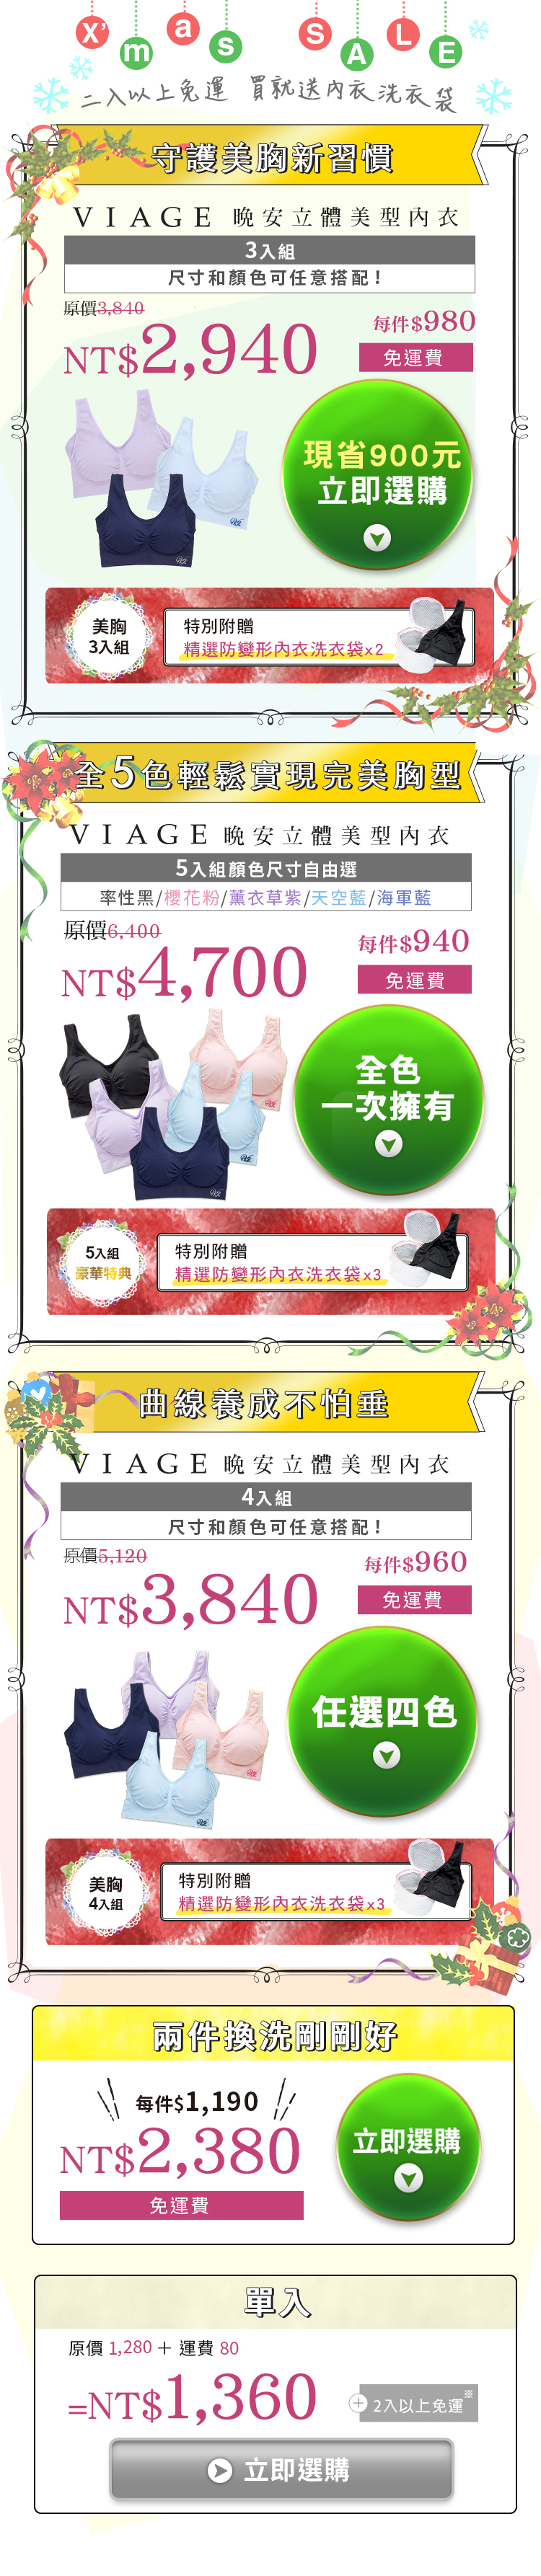 X'mas SALE
二入以上免運 買就送內衣洗衣袋
守護美胸新習慣
VIAGE 晚安立體美型內衣
3入組
尺寸和顏色可任意搭配！
原價3,840
每件$980
NT$2,940
免運費
現省900元
立即選購
美胸
3入組
特別附贈
精選防變形內衣洗衣袋x2
全5色輕鬆實現完美胸型
VIAGE 晚安立體美型內衣
5入組顏色尺寸自由選
率性黑/櫻花粉/薰衣草紫/天空藍/海軍藍
原價6,400
每件$940
NT$4,700
免運費
全色
一次擁有
5入組
豪華特典
特別附贈
精選防變形內衣洗衣袋x3
曲線養成不怕垂
VIAGE 晚安立體美型內衣
4入組
尺寸和顏色可任意搭配！
原價5,120
每件$960
NT$3,840
免運費
任選四色
美胸
4入組
特別附贈
精選防變形內衣洗衣袋x3
兩件換洗剛剛好
每件$1,190
NT$2,380
免運費
立即選購
單入
原價 1,280 + 運費 80
=NT$1,360
+ 2入以上免運※
立即選購